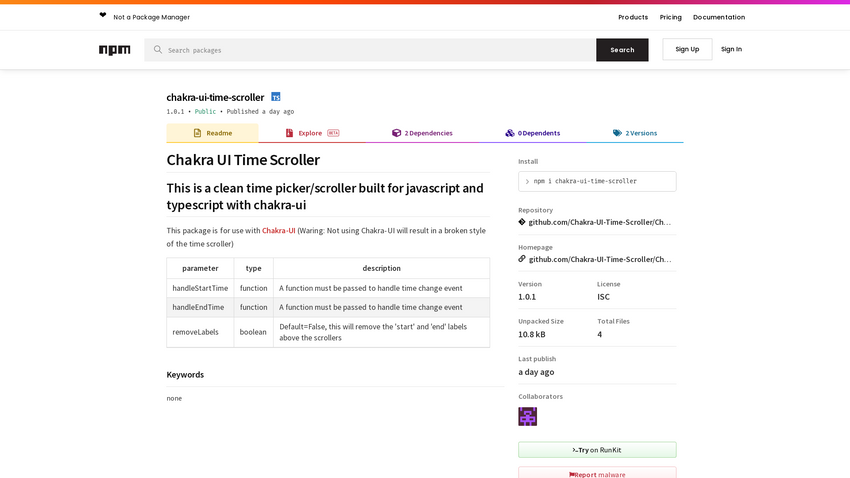 ❤ Not a Package Manager
Products Pricing Documentation
npm
Search packages
Search
Sign Up
Sign In
chakra-ui-time-scroller TS
1.0.1 • Public • Published a day ago
Readme
Explore BETA
2 Dependencies
0 Dependents
2 Versions
Chakra UI Time Scroller
This is a clean time picker/scroller built for javascript and
typescript with chakra-ui
This package is for use with Chakra-UI (Waring: Not using Chakra-UI will result in a broken style
of the time scroller)
parameter type description
handleStartTime function A function must be passed to handle time change event
handleEndTime function A function must be passed to handle time change event
removeLabels boolean Default=False, this will remove the 'start' and 'end' labels
above the scrollers
Keywords
none
Install
npm i chakra-ui-time-scroller
Repository
github.com/Chakra-UI-Time-Scroller/Ch...
Homepage
github.com/Chakra-UI-Time-Scroller/Ch...
Version License
1.0.1 ISC
Unpacked Size Total Files
10.8 kB 4
Last publish
a day ago
Collaborators
Try on RunKit
Report malware